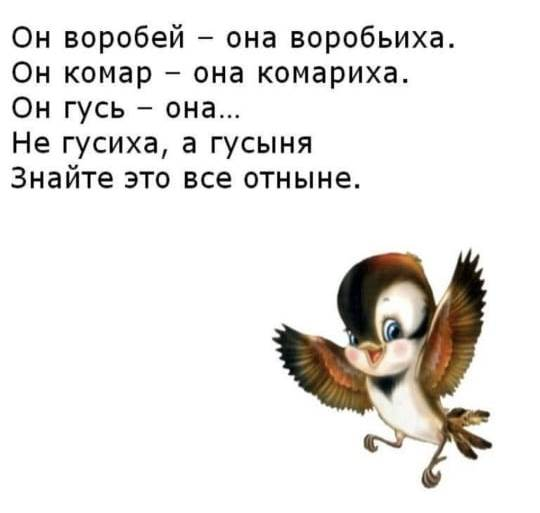 Он воробей – она воробьиха.
Он комар – она комариха.
Он гусь – она...
Не гусиха, а гусыня
Знайте это все отныне.